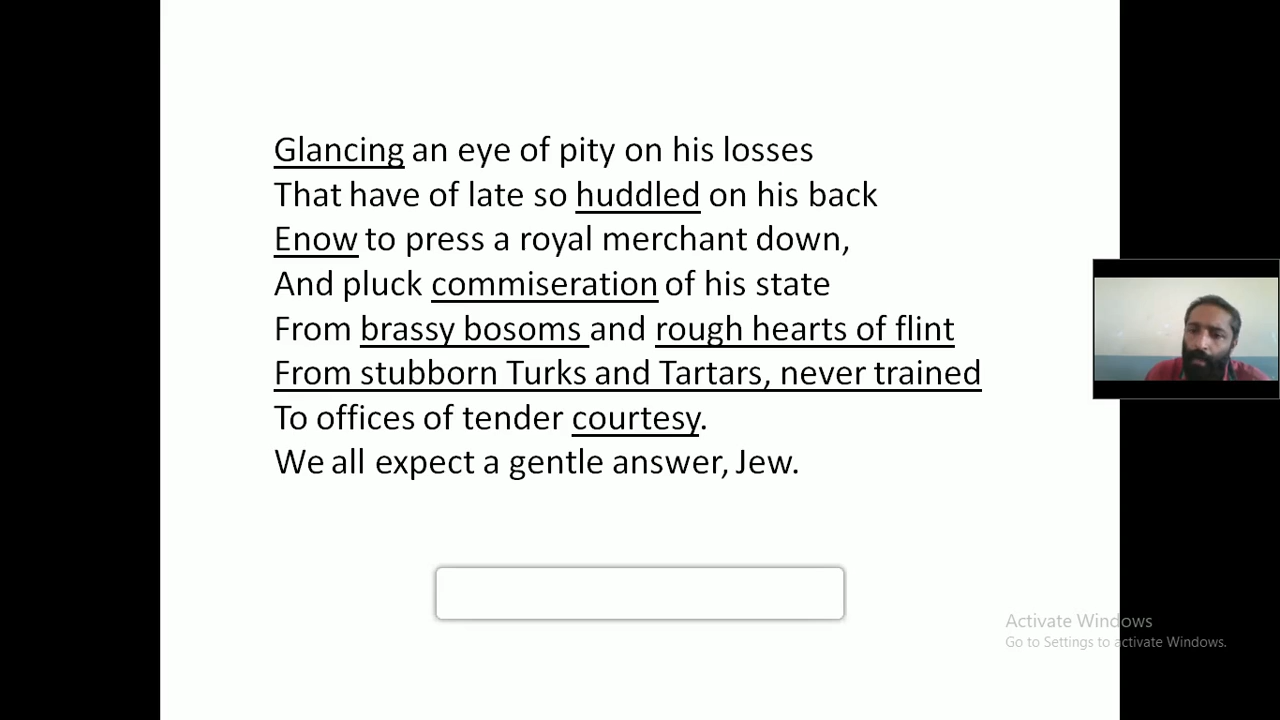 Glancing an eye of pity on his losses
That have of late so huddled on his back
Enow to press a royal merchant down,
And pluck commiseration of his state
From brassy bosoms and rough hearts of flint
From stubborn Turks and Tartars, never trained
To offices of tender courtesy.
We all expect a gentle answer, Jew.
Activate Windows
Go to Settings to activate Windows.